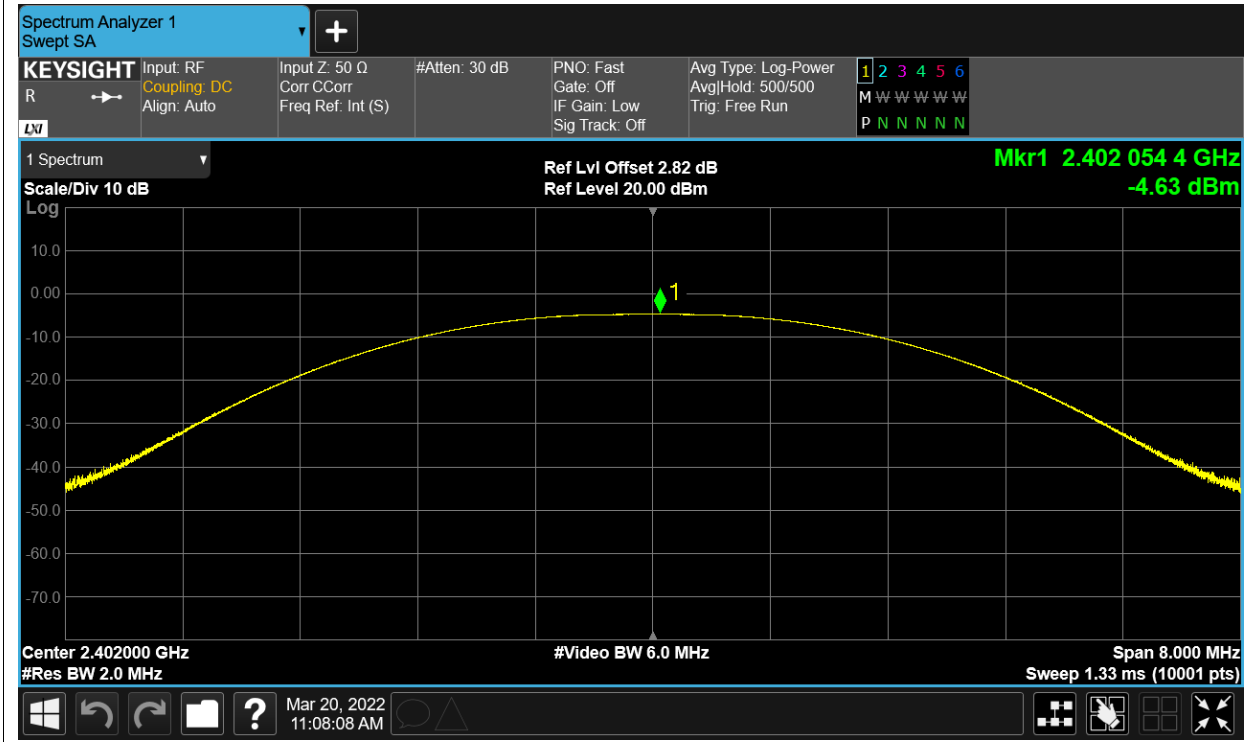 Spectrum Analyzer 1
Swept SA
KEYSIGHT
R
LXI
Input: RF
Coupling: DC
Align: Auto
Input Z: 50 Ω
Corr CCorr
Freq Ref: Int (S)
#Atten: 30 dB
PNO: Fast
Gate: Off
IF Gain: Low
Sig Track: Off
Avg Type: Log-Power
Avg|Hold: 500/500
Trig: Free Run
1 2 3 4 5 6
M W W W W W
P N N N N N
1 Spectrum
Scale/Div 10 dB
Log
Ref Lvl Offset 2.82 dB
Ref Level 20.00 dBm
Mkr1 2.402 054 4 GHz
-4.63 dBm
10.0
0.00
1
-10.0
-20.0
-30.0
-40.0
-50.0
-60.0
-70.0
Center 2.402000 GHz
#Video BW 6.0 MHz
Span 8.000 MHz
#Res BW 2.0 MHz
Sweep 1.33 ms (10001 pts)
?
Mar 20, 2022
11:08:08 AM